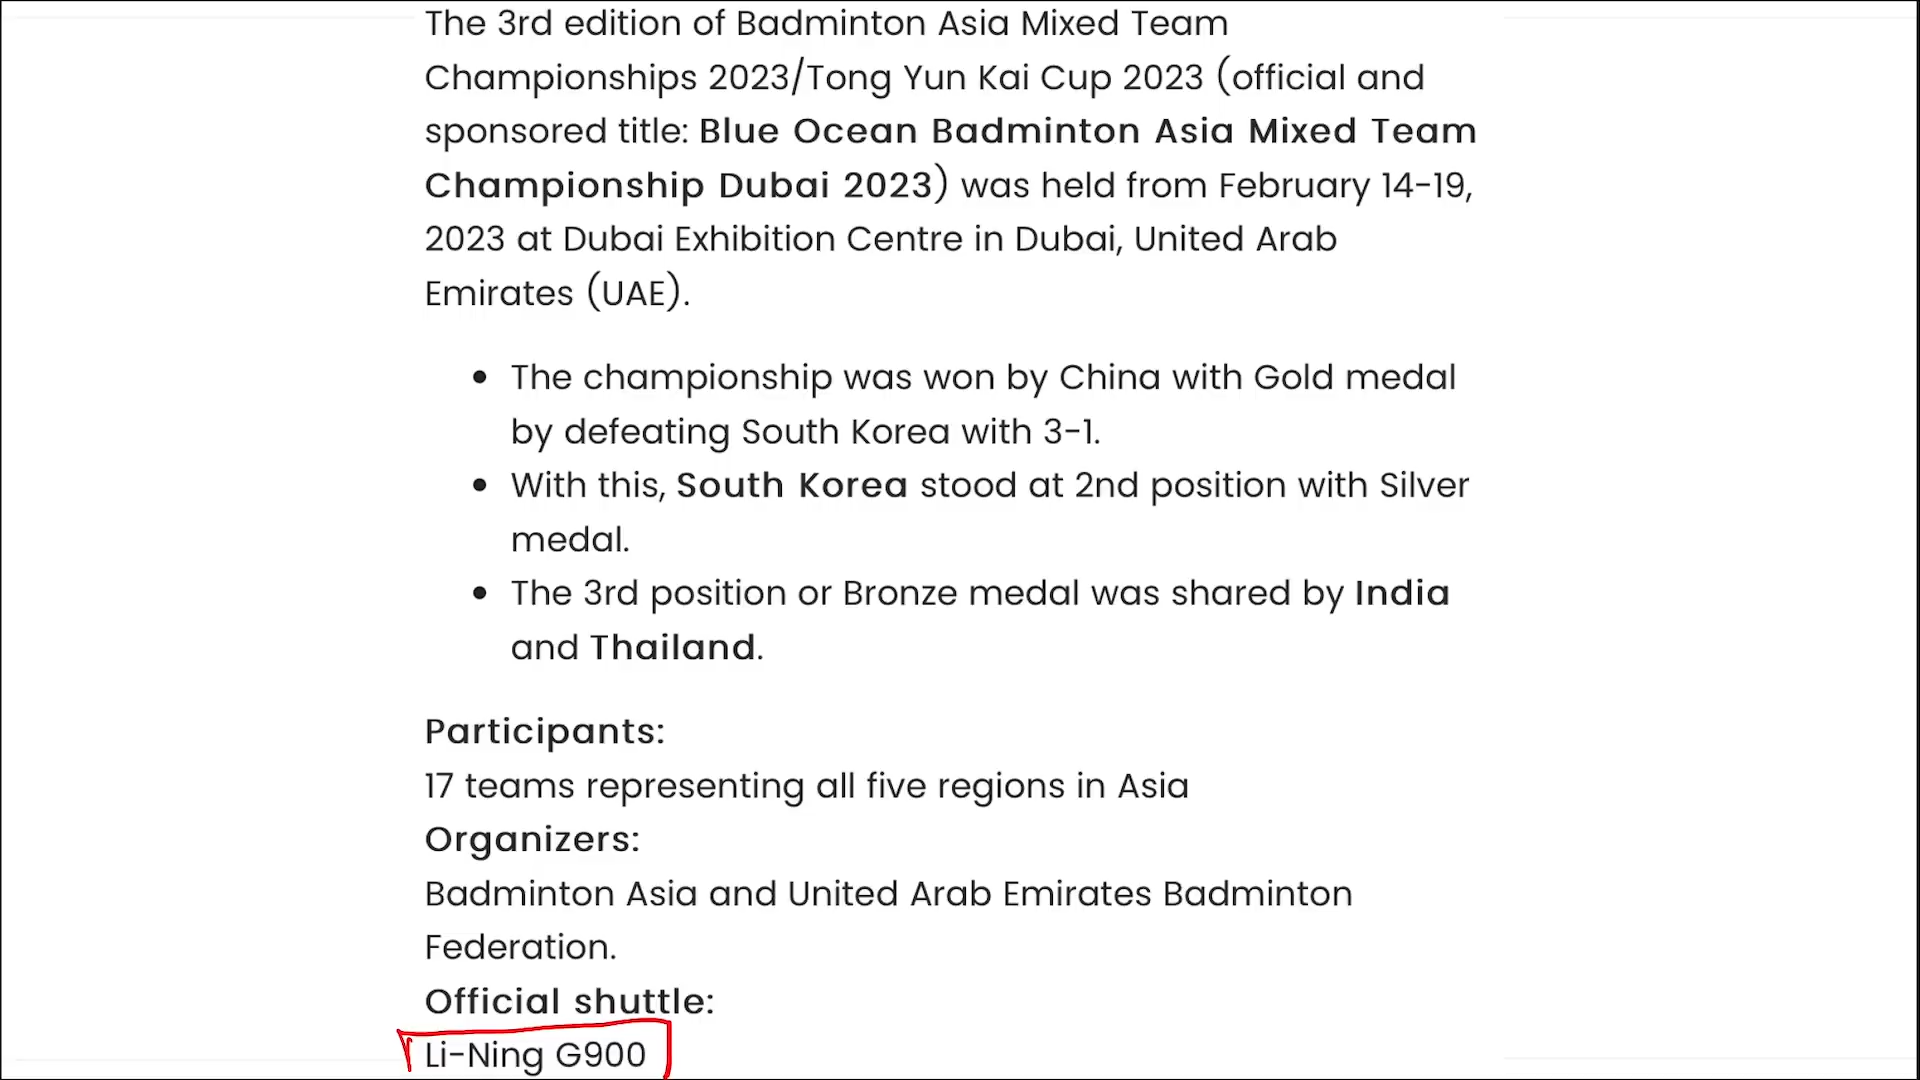 The 3rd edition of Badminton Asia Mixed Team
Championships 2023/Tong Yun Kai Cup 2023 (official and
sponsored title: Blue Ocean Badminton Asia Mixed Team
Championship Dubai 2023) was held from February 14-19,
2023 at Dubai Exhibition Centre in Dubai, United Arab
Emirates (UAE).
• The championship was won by China with Gold medal
by defeating South Korea with 3-1.
• With this, South Korea stood at 2nd position with Silver
medal.
• The 3rd position or Bronze medal was shared by India
and Thailand.
Participants:
17 teams representing all five regions in Asia
Organizers:
Badminton Asia and United Arab Emirates Badminton
Federation.
Official shuttle:
Li-Ning G900